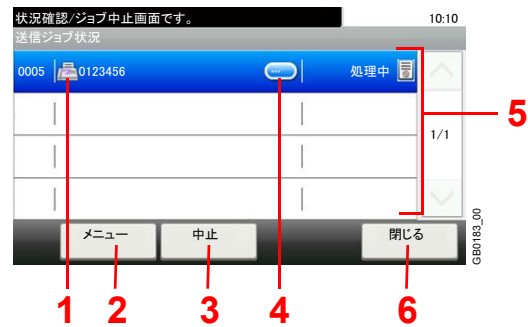 状況確認/ジョブ中止画面です。 10:10
送信ジョブ状況
0005 0123456 ... 処理中
5
1/1
メニュー 中止 閉じる
GB0183_00
1 2 3 4 6